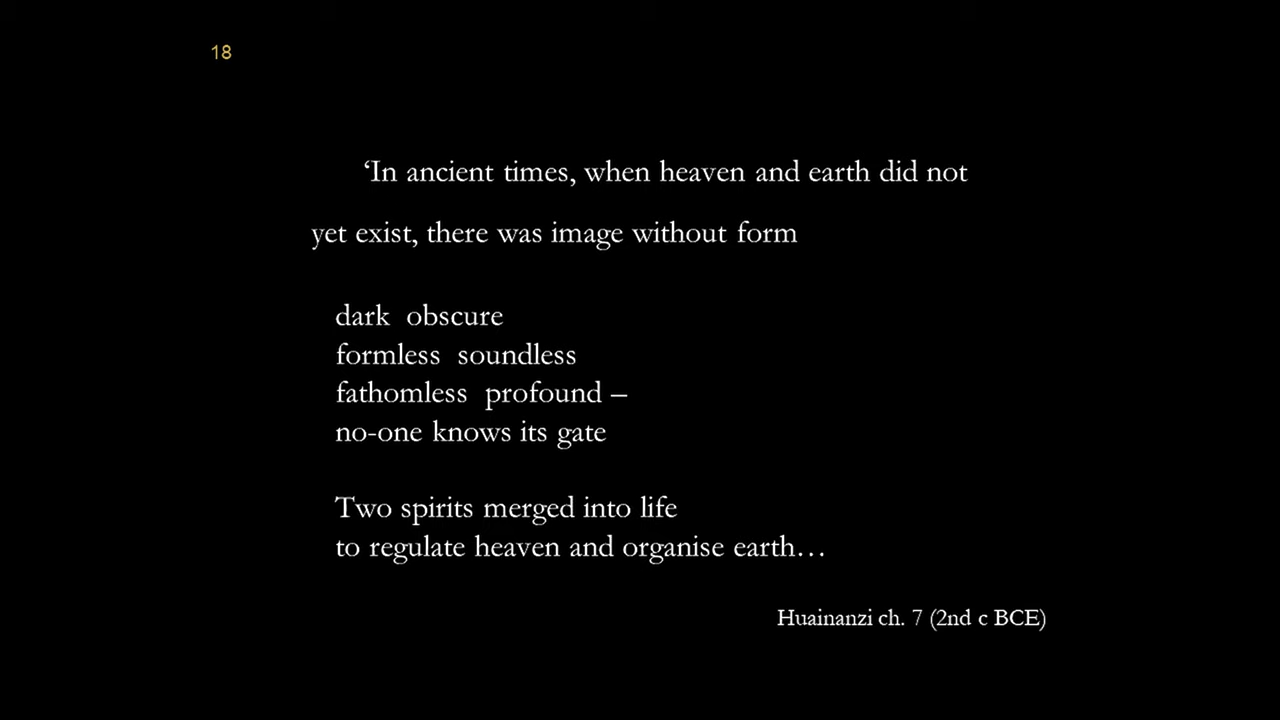 18
‘In ancient times, when heaven and earth did not
yet exist, there was image without form
dark obscure
formless soundless
fathomless profound –
no-one knows its gate
Two spirits merged into life
to regulate heaven and organise earth…
Huainanzi ch. 7 (2nd c BCE)